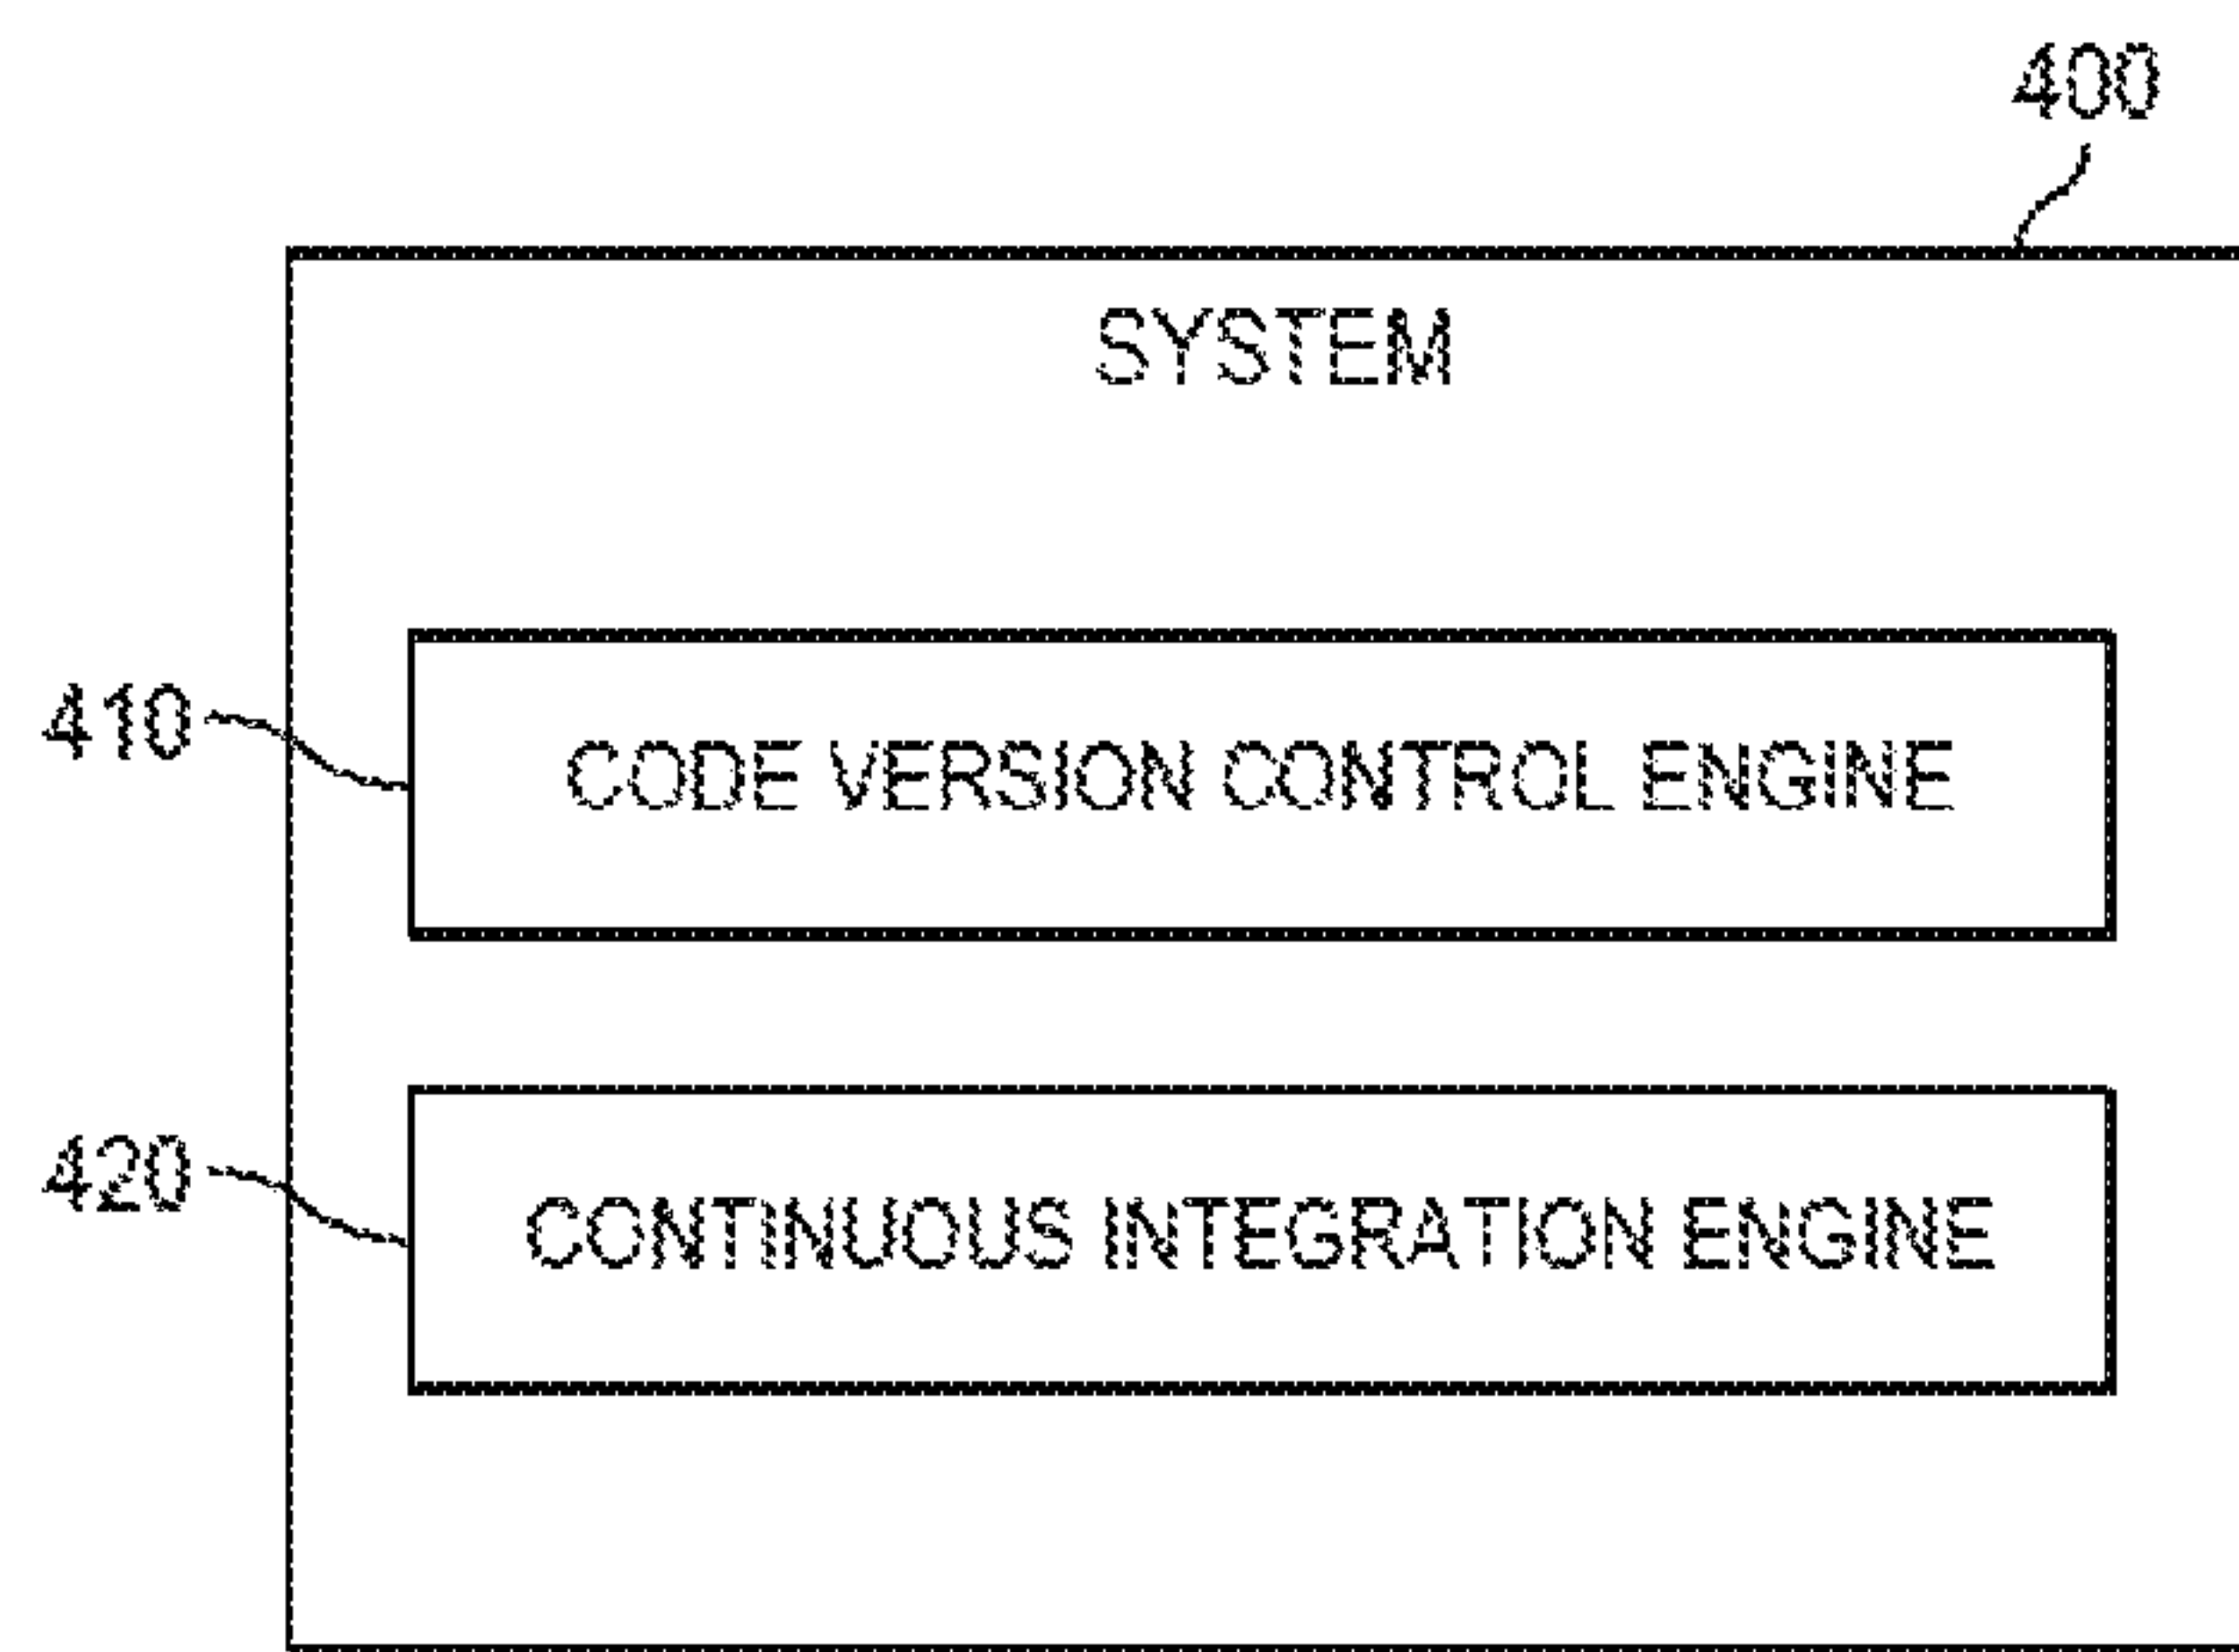 400
SYSTEM
410
CODE VERSION CONTROL ENGINE
420
CONTINUOUS INTEGRATION ENGINE